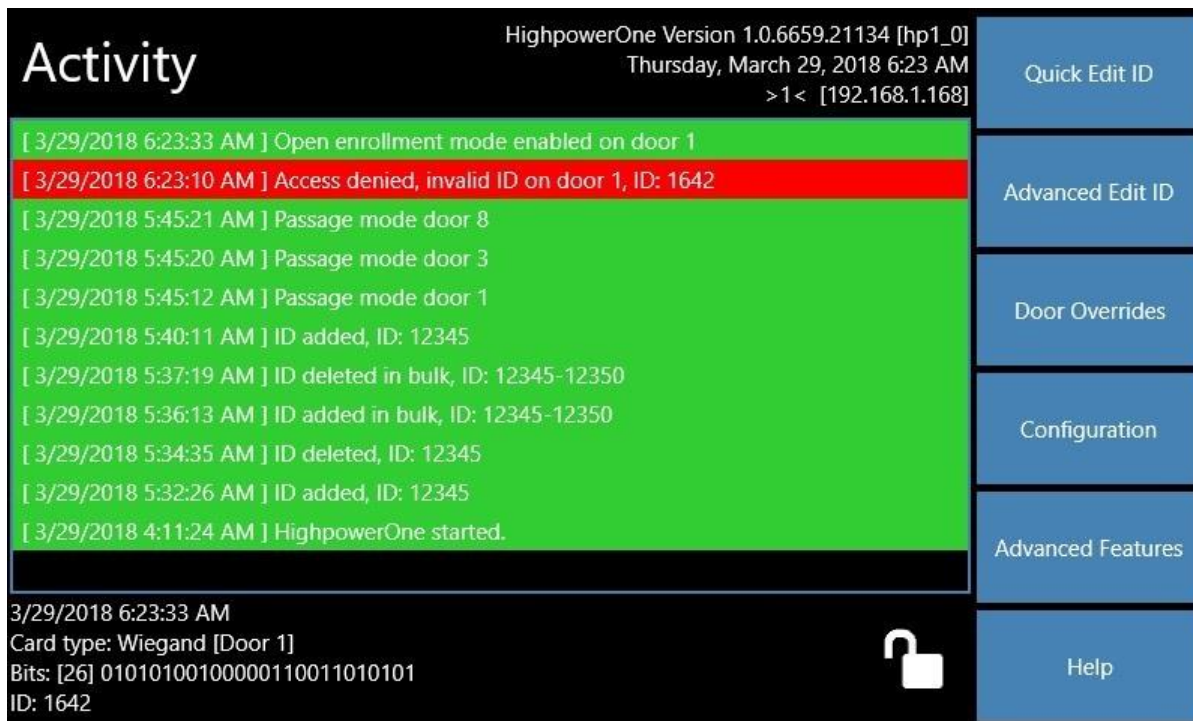 Activity
HighpowerOne Version 1.0.6659.21134 [hp1_0]
Thursday, March 29, 2018 6:23 AM
>1< [192.168.1.168]
[ 3/29/2018 6:23:33 AM ] Open enrollment mode enabled on door 1
[ 3/29/2018 6:23:10 AM ] Access denied, invalid ID on door 1, ID: 1642
[ 3/29/2018 5:45:21 AM ] Passage mode door 8
[ 3/29/2018 5:45:20 AM ] Passage mode door 3
[ 3/29/2018 5:45:12 AM ] Passage mode door 1
[ 3/29/2018 5:40:11 AM ] ID added, ID: 12345
[ 3/29/2018 5:37:19 AM ] ID deleted in bulk, ID: 12345-12350
[ 3/29/2018 5:36:13 AM ] ID added in bulk, ID: 12345-12350
[ 3/29/2018 5:34:35 AM ] ID deleted, ID: 12345
[ 3/29/2018 5:32:26 AM ] ID added, ID: 12345
[ 3/29/2018 4:11:24 AM ] HighpowerOne started.
3/29/2018 6:23:33 AM
Card type: Wiegand [Door 1]
Bits: [26] 01010100100000110011010101
ID: 1642
Quick Edit ID
Advanced Edit ID
Door Overrides
Configuration
Advanced Features
Help